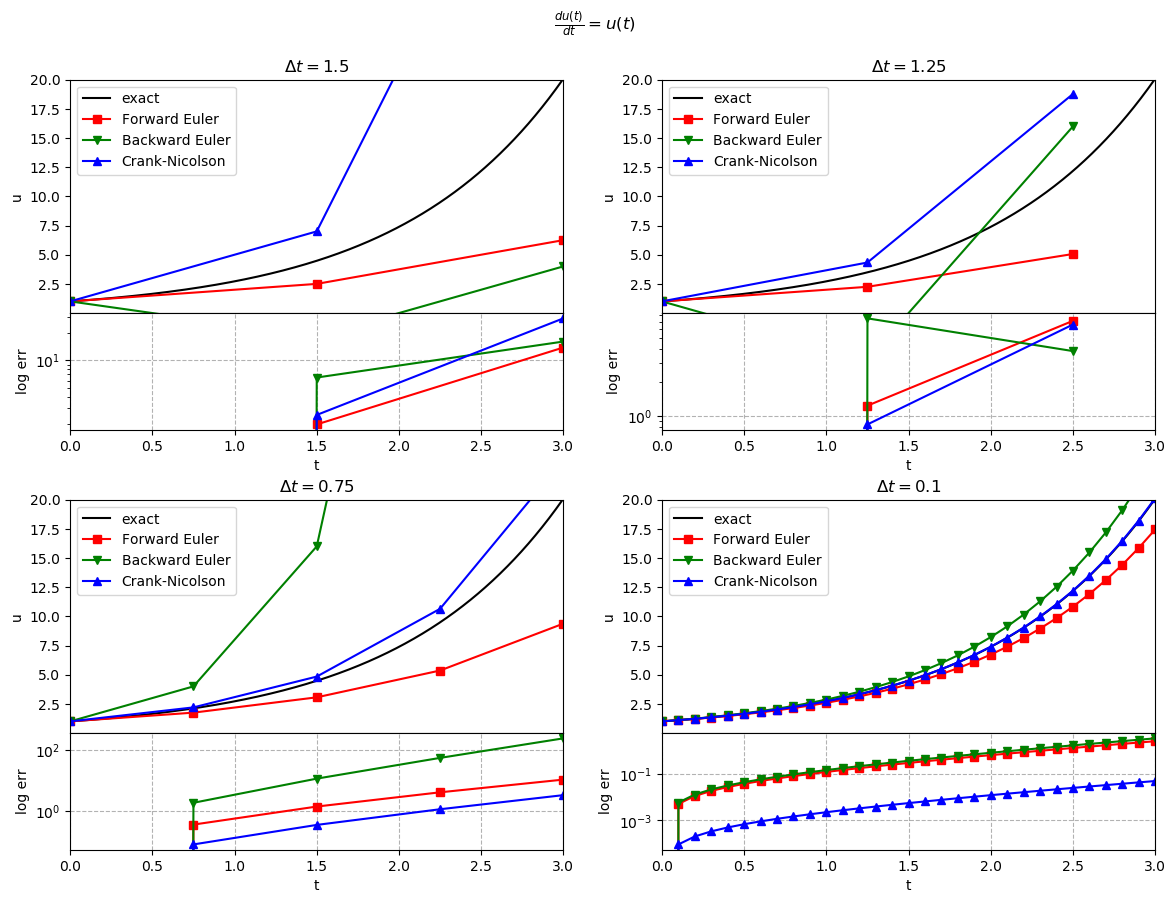 du(t)/dt = u(t)
Δt = 1.5
20.0
17.5
15.0
12.5
10.0
7.5
5.0
2.5
u
exact
Forward Euler
Backward Euler
Crank-Nicolson
10¹
log err
0.0 0.5 1.0 1.5 2.0 2.5 3.0
t
Δt = 1.25
20.0
17.5
15.0
12.5
10.0
7.5
5.0
2.5
u
exact
Forward Euler
Backward Euler
Crank-Nicolson
10⁰
log err
0.0 0.5 1.0 1.5 2.0 2.5 3.0
t
Δt = 0.75
20.0
17.5
15.0
12.5
10.0
7.5
5.0
2.5
u
exact
Forward Euler
Backward Euler
Crank-Nicolson
10²
10⁰
log err
0.0 0.5 1.0 1.5 2.0 2.5 3.0
t
Δt = 0.1
20.0
17.5
15.0
12.5
10.0
7.5
5.0
2.5
u
exact
Forward Euler
Backward Euler
Crank-Nicolson
10⁻¹
10⁻³
log err
0.0 0.5 1.0 1.5 2.0 2.5 3.0
t